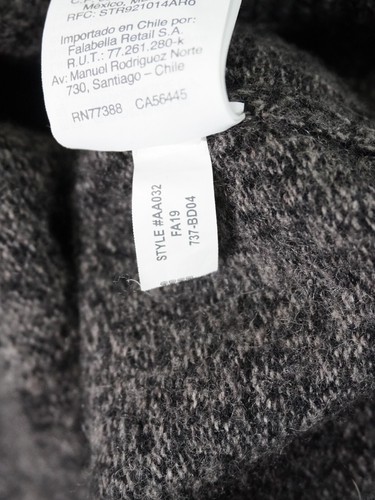 México, M
RFC: STR921014AR6
Importado en Chile por:
Falabella Retail S.A.
R.U.T.: 77.261.280-k
Av: Manuel Rodriguez Norte
730, Santiago – Chile
RN77388 CA56445
STYLE #AA032
FA19
737-BD04